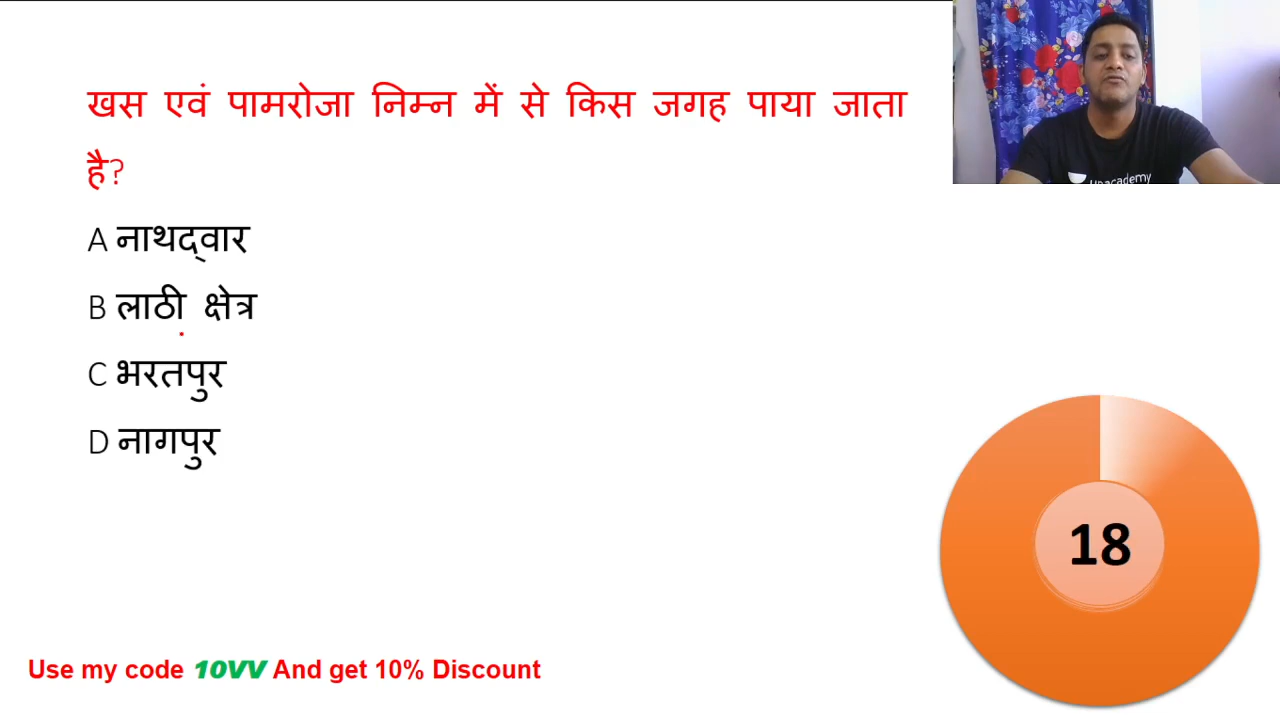 खस एवं पामरोजा निम्न में से किस जगह पाया जाता
है?
A नाथद्वार
B लाठी क्षेत्र
C भरतपुर
D नागपुर
18
Use my code 10VV And get 10% Discount